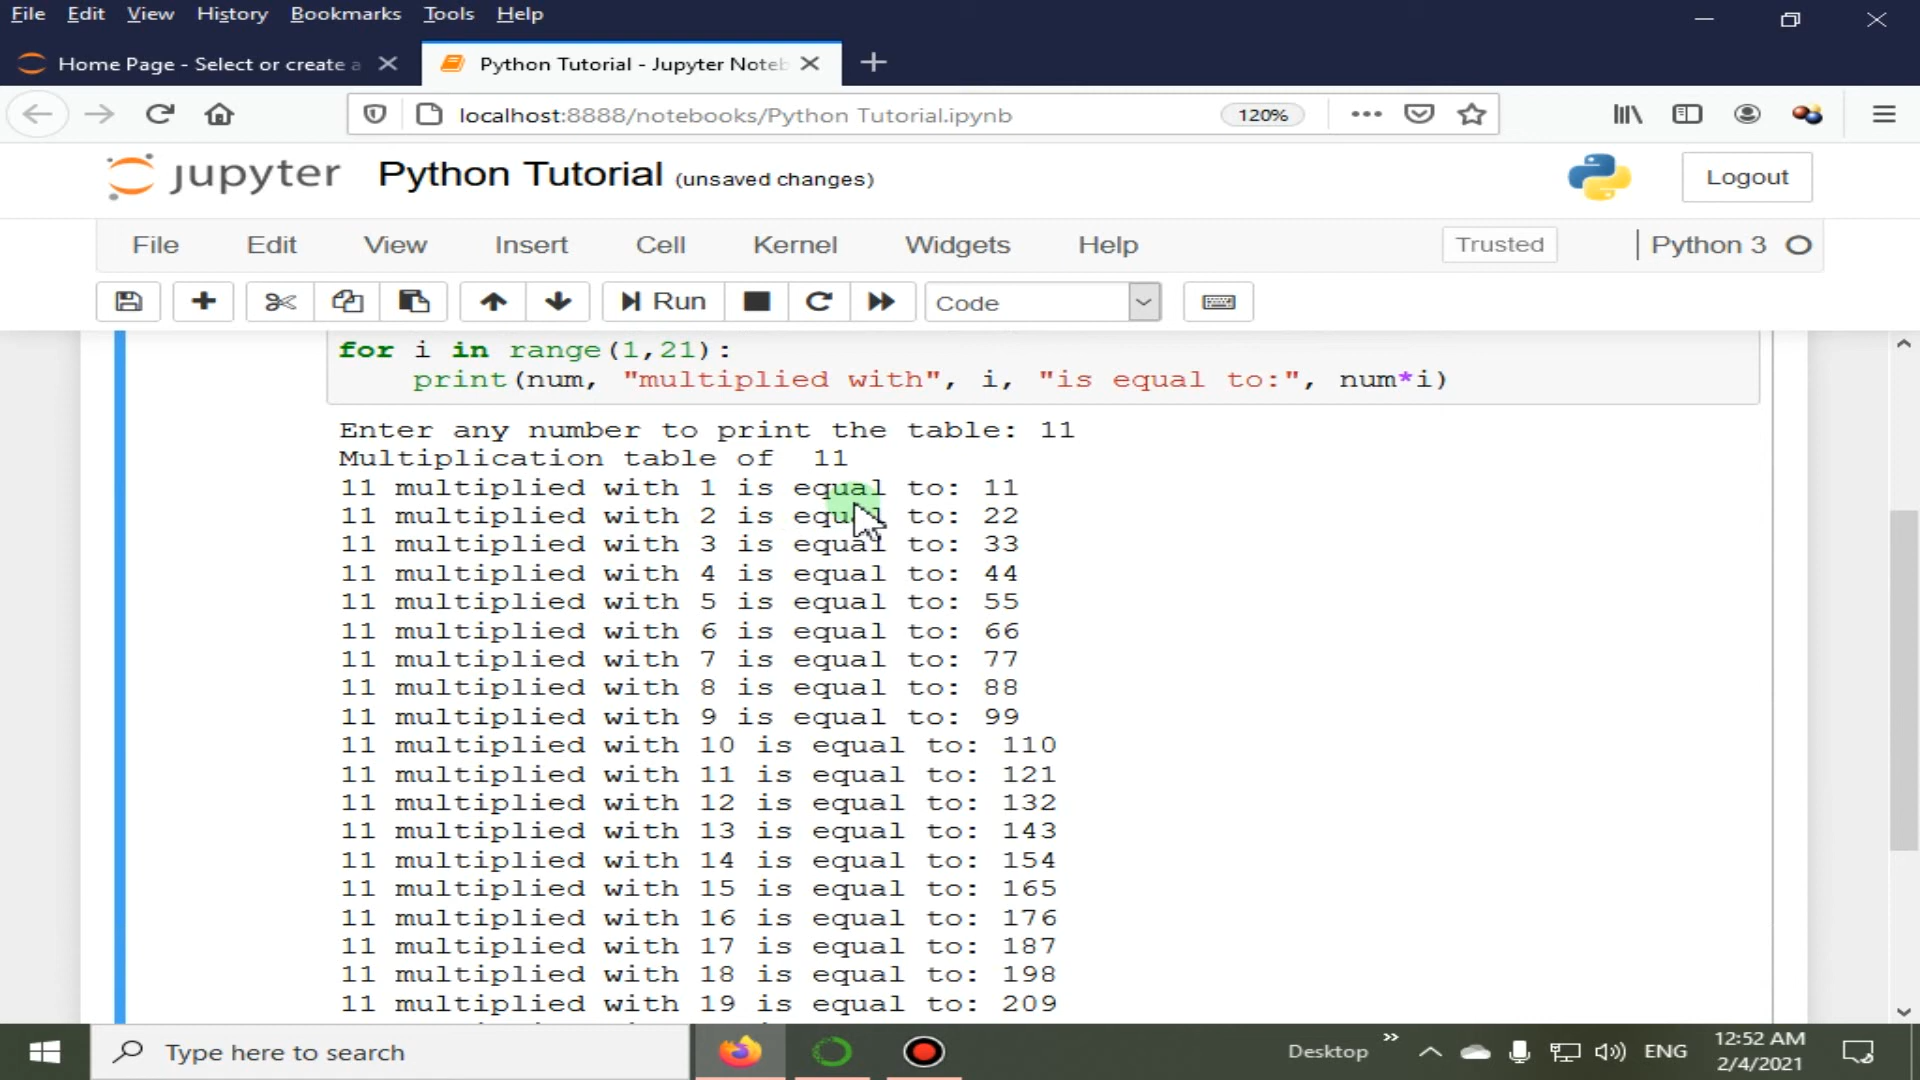 File Edit View History Bookmarks Tools Help
Home Page - Select or create a
Python Tutorial - Jupyter Noteb
localhost:8888/notebooks/Python Tutorial.ipynb 120%
jupyter Python Tutorial (unsaved changes) Logout
File Edit View Insert Cell Kernel Widgets Help Trusted Python 3
Run Code
for i in range(1,21):
print(num, "multiplied with", i, "is equal to:", num*i)
Enter any number to print the table: 11
Multiplication table of  11
11 multiplied with 1 is equal to: 11
11 multiplied with 2 is equal to: 22
11 multiplied with 3 is equal to: 33
11 multiplied with 4 is equal to: 44
11 multiplied with 5 is equal to: 55
11 multiplied with 6 is equal to: 66
11 multiplied with 7 is equal to: 77
11 multiplied with 8 is equal to: 88
11 multiplied with 9 is equal to: 99
11 multiplied with 10 is equal to: 110
11 multiplied with 11 is equal to: 121
11 multiplied with 12 is equal to: 132
11 multiplied with 13 is equal to: 143
11 multiplied with 14 is equal to: 154
11 multiplied with 15 is equal to: 165
11 multiplied with 16 is equal to: 176
11 multiplied with 17 is equal to: 187
11 multiplied with 18 is equal to: 198
11 multiplied with 19 is equal to: 209
Type here to search Desktop ENG
12:52 AM
2/4/2021